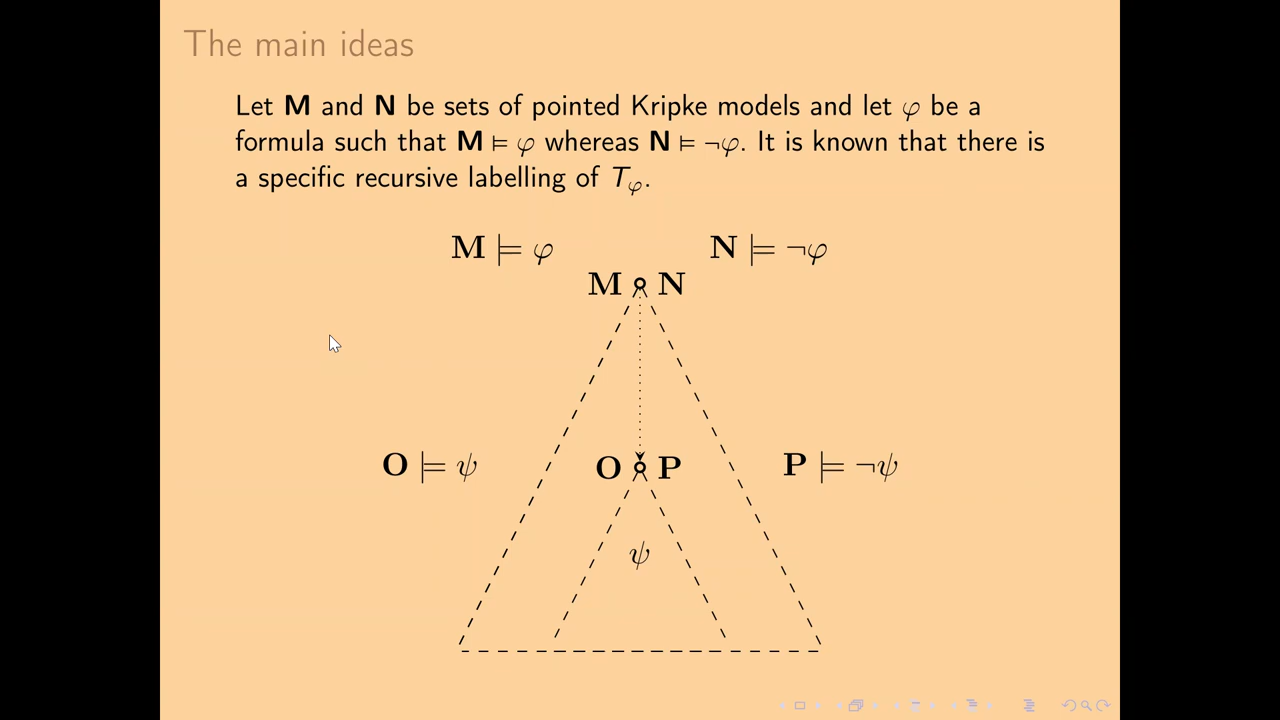 The main ideas
Let M and N be sets of pointed Kripke models and let φ be a
formula such that M ⊨ φ whereas N ⊨ ¬φ. It is known that there is
a specific recursive labelling of T_φ.
M ⊨ φ N ⊨ ¬φ
M N
O ⊨ ψ O P P ⊨ ¬ψ
ψ